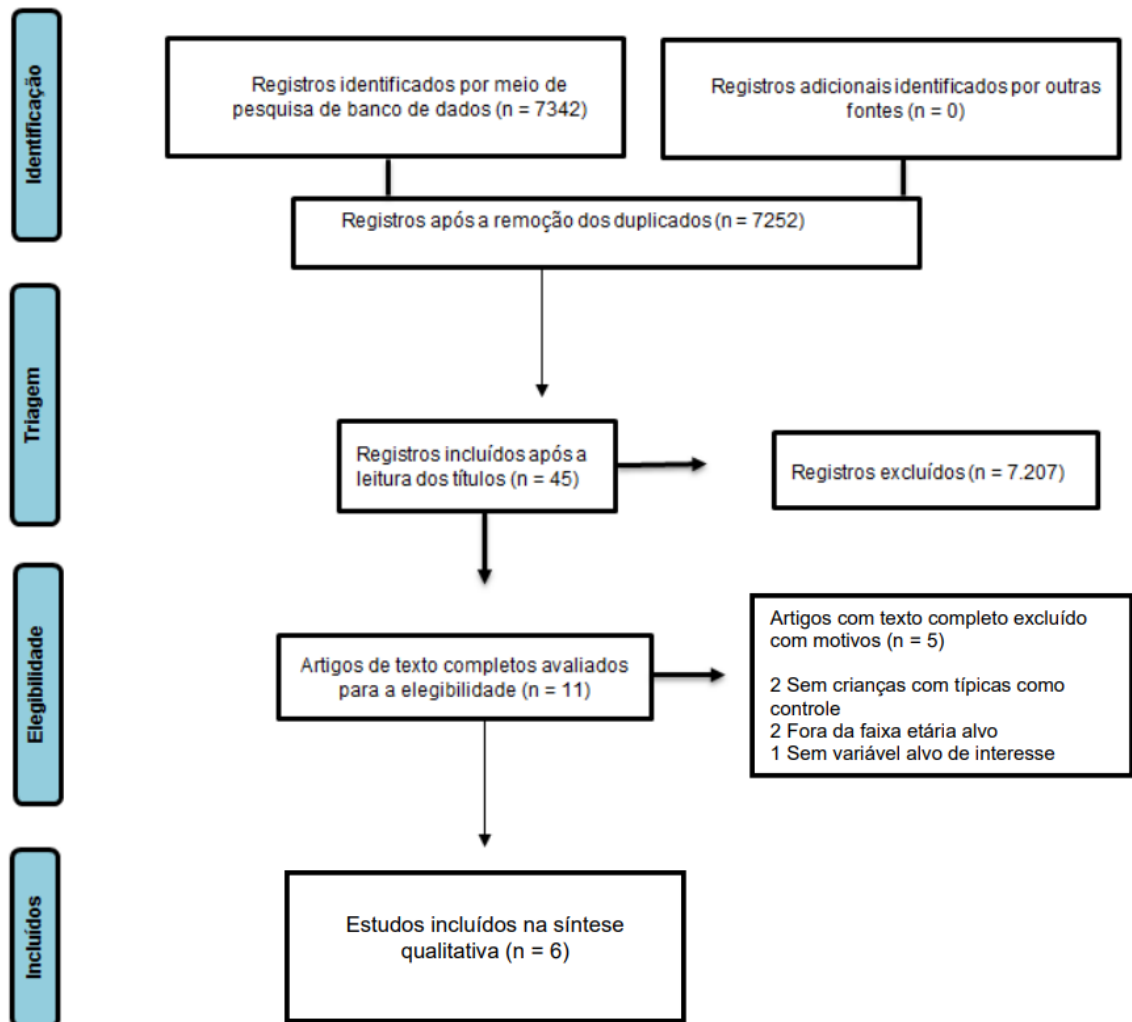 Identificação
Registros identificados por meio de
pesquisa de banco de dados (n = 7342)
Registros adicionais identificados por outras
fontes (n = 0)
Registros após a remoção dos duplicados (n = 7252)
Triagem
Registros incluídos após a
leitura dos títulos (n = 45)
Registros excluídos (n = 7.207)
Elegibilidade
Artigos de texto completos avaliados
para a elegibilidade (n = 11)
Artigos com texto completo excluído
com motivos (n = 5)
2 Sem crianças com típicas como
controle
2 Fora da faixa etária alvo
1 Sem variável alvo de interesse
Incluídos
Estudos incluídos na síntese
qualitativa (n = 6)